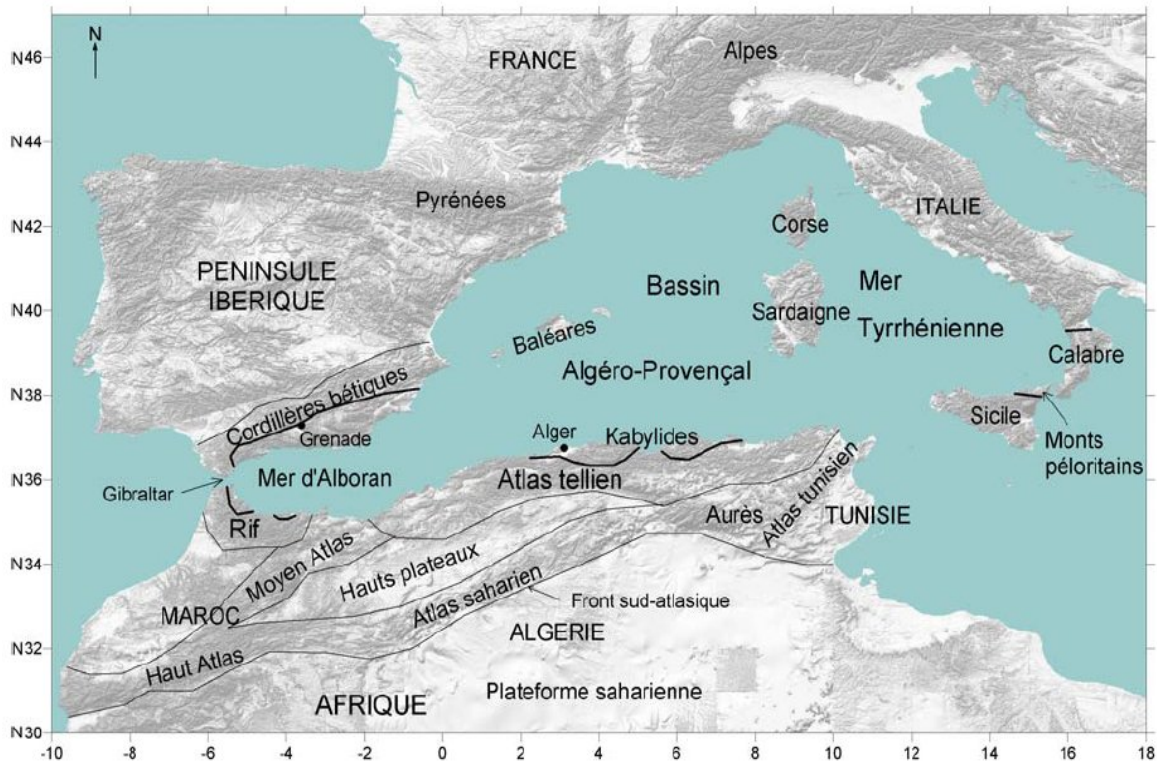 N
N46
FRANCE
Alpes
N44
Pyrénées
ITALIE
N42
Corse
PENINSULE
IBERIQUE
Bassin
Mer
N40
Baléares
Sardaigne
Tyrrhénienne
Calabre
Algéro-Provençal
N38
Cordillères bétiques
Grenade
Alger
Kabylides
Sicile
Monts
péloritains
Mer d'Alboran
Atlas tellien
N36
Gibraltar
Rif
Aurès
Atlas tunisien
TUNISIE
N34
Moyen Atlas
Hauts plateaux
Atlas saharien
Front sud-atlasique
MAROC
ALGERIE
N32
Haut Atlas
AFRIQUE
Plateforme saharienne
N30
-10 -8 -6 -4 -2 0 2 4 6 8 10 12 14 16 18